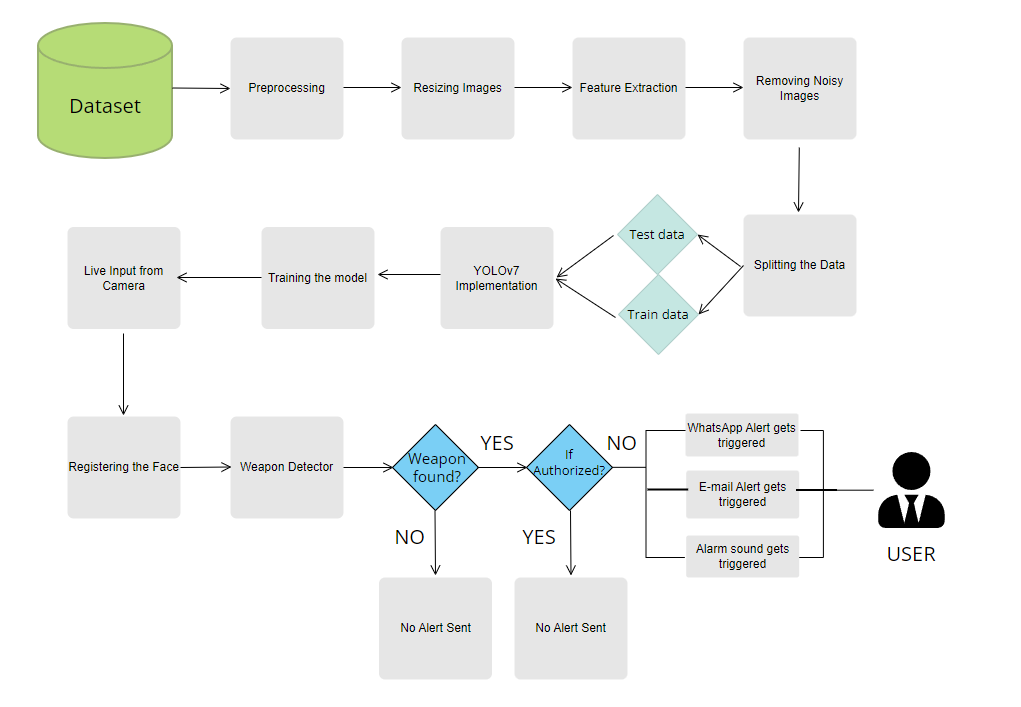 Dataset
Preprocessing
Resizing Images
Feature Extraction
Removing Noisy
Images
Live Input from
Camera
Training the model
YOLOv7
Implementation
Test data
Train data
Splitting the Data
Registering the Face
Weapon Detector
Weapon
found?
YES
NO
If
Authorized?
NO
YES
WhatsApp Alert gets
triggered
E-mail Alert gets
triggered
Alarm sound gets
triggered
USER
No Alert Sent
No Alert Sent